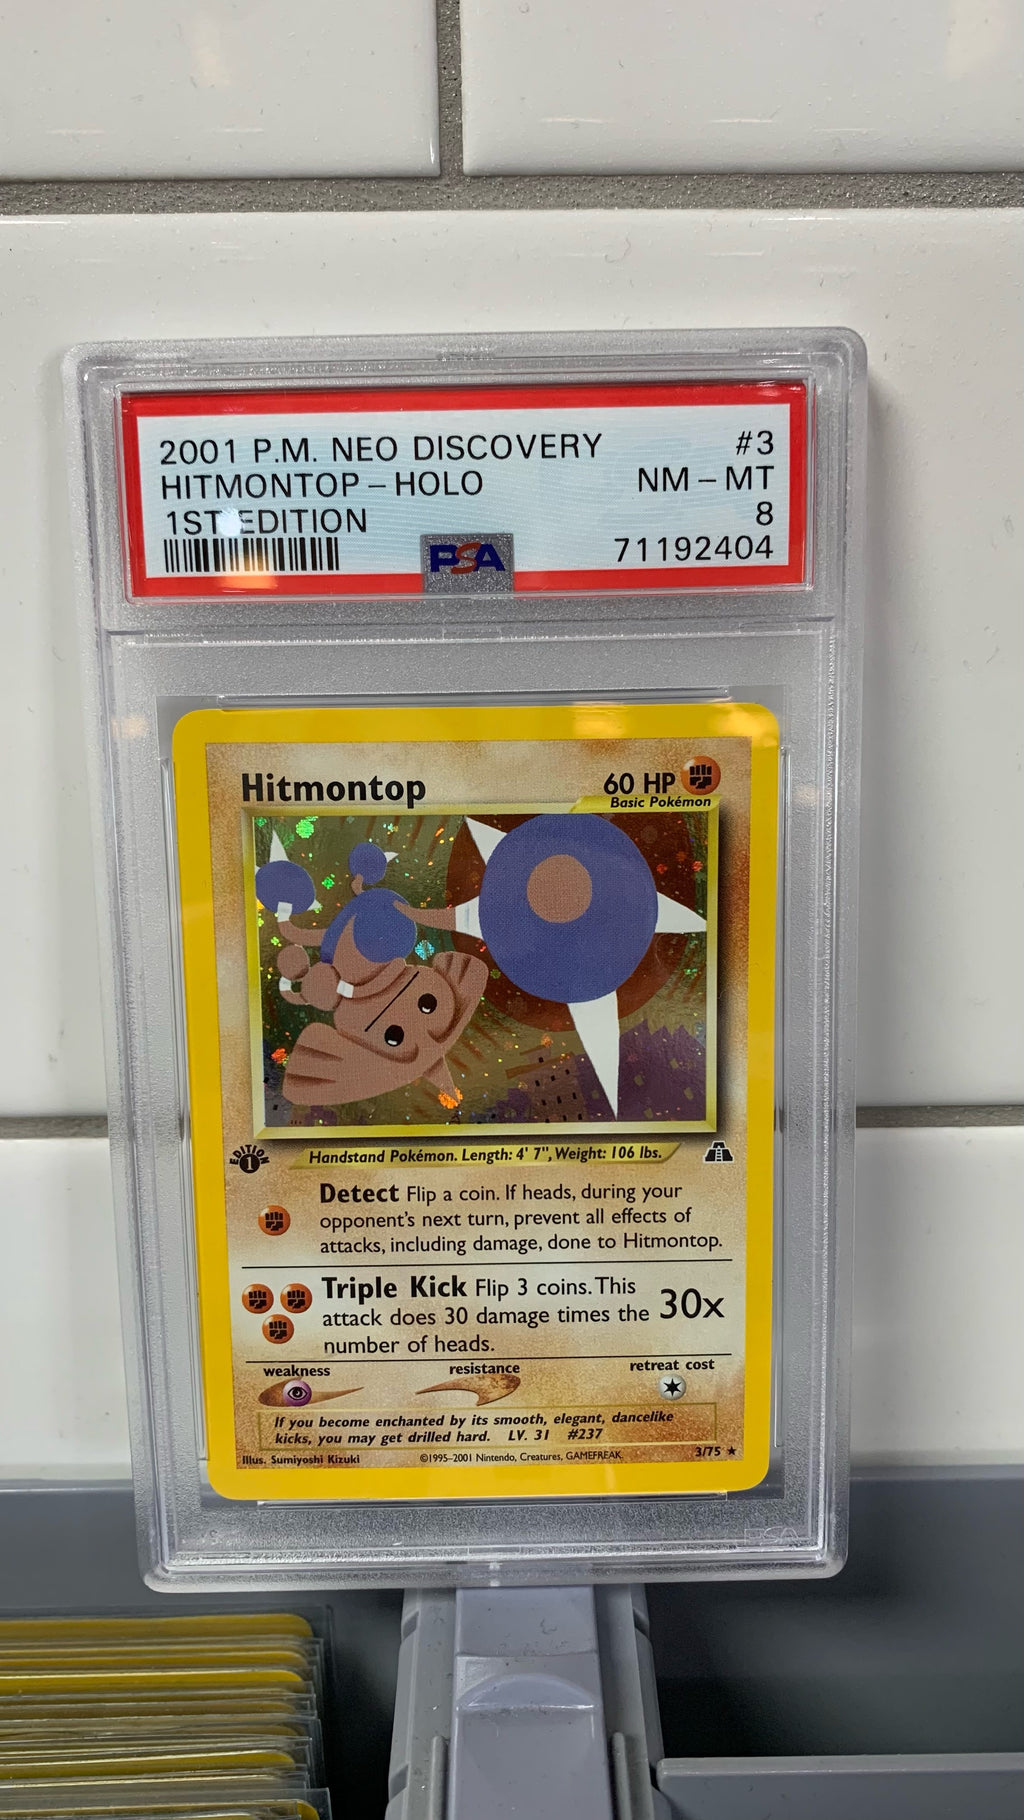 2001 P.M. NEO DISCOVERY #3
HITMONTOP - HOLO NM - MT
1ST EDITION 8
PSA 71192404
Hitmontop 60 HP
Basic Pokémon
EDITION
1
Handstand Pokémon. Length: 4' 7", Weight: 106 lbs.
Detect Flip a coin. If heads, during your
opponent's next turn, prevent all effects of
attacks, including damage, done to Hitmontop.
Triple Kick Flip 3 coins. This
attack does 30 damage times the 30x
number of heads.
weakness resistance retreat cost
If you become enchanted by its smooth, elegant, dancelike
kicks, you may get drilled hard. LV. 31 #237
Illus. Sumiyoshi Kizuki ©1995-2001 Nintendo, Creatures, GAMEFREAK. 3/75 ★
PSA